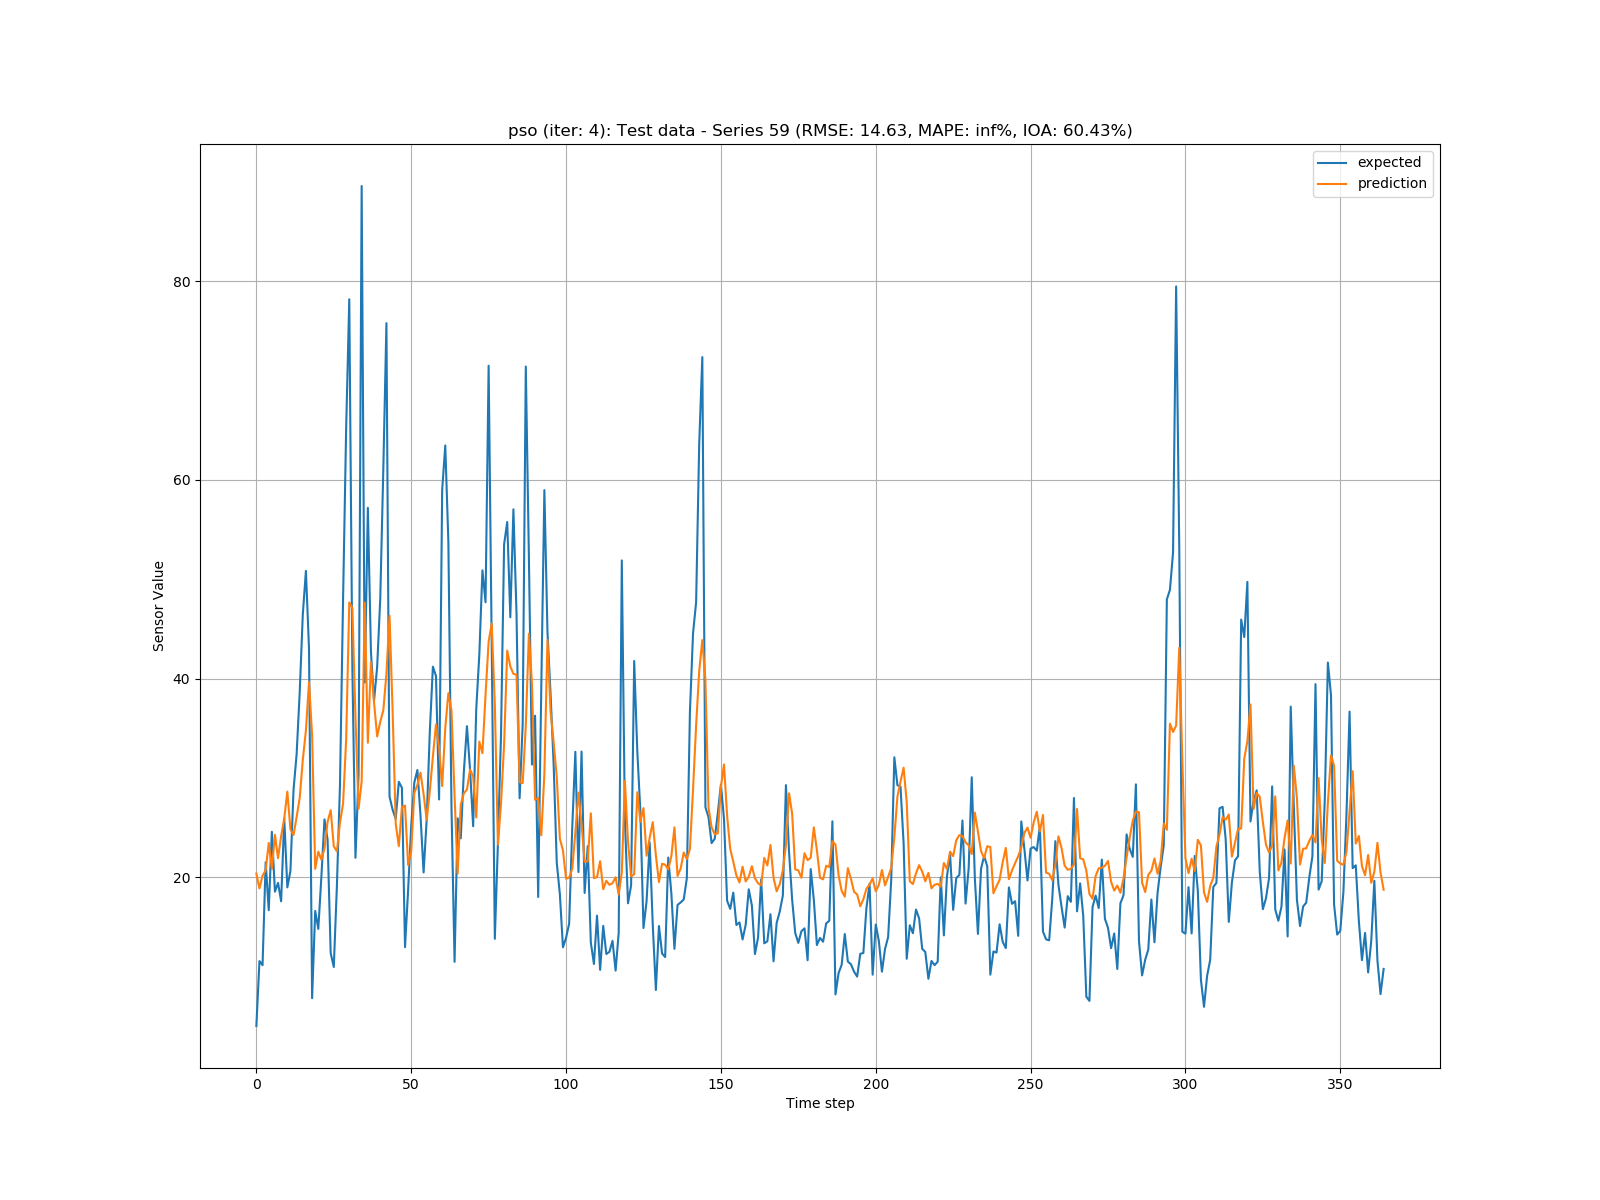 pso (iter: 4): Test data - Series 59 (RMSE: 14.63, MAPE: inf%, IOA: 60.43%)
expected
prediction
80
60
40
20
Sensor Value
0 50 100 150 200 250 300 350
Time step